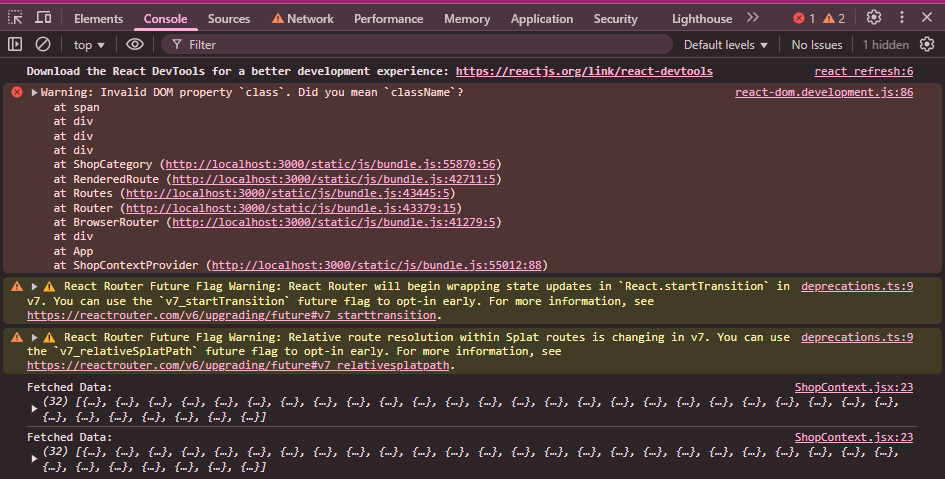 Elements Console Sources Network Performance Memory Application Security Lighthouse 1 2
top Filter Default levels No Issues 1 hidden
Download the React DevTools for a better development experience: https://reactjs.org/link/react-devtools react refresh:6
Warning: Invalid DOM property `class`. Did you mean `className`? react-dom.development.js:86
at span
at div
at div
at div
at ShopCategory (http://localhost:3000/static/js/bundle.js:55870:56)
at RenderedRoute (http://localhost:3000/static/js/bundle.js:42711:5)
at Routes (http://localhost:3000/static/js/bundle.js:43445:5)
at Router (http://localhost:3000/static/js/bundle.js:43379:15)
at BrowserRouter (http://localhost:3000/static/js/bundle.js:41279:5)
at div
at App
at ShopContextProvider (http://localhost:3000/static/js/bundle.js:55012:88)
React Router Future Flag Warning: React Router will begin wrapping state updates in `React.startTransition` in deprecations.ts:9
v7. You can use the `v7_startTransition` future flag to opt-in early. For more information, see
https://reactrouter.com/v6/upgrading/future#v7_starttransition.
React Router Future Flag Warning: Relative route resolution within Splat routes is changing in v7. You can use deprecations.ts:9
the `v7_relativeSplatPath` future flag to opt-in early. For more information, see
https://reactrouter.com/v6/upgrading/future#v7_relativesplatpath.
Fetched Data: ShopContext.jsx:23
(32) [{…}, {…}, {…}, {…}, {…}, {…}, {…}, {…}, {…}, {…}, {…}, {…}, {…}, {…}, {…}, {…}, {…}, {…}, {…}, {…}, {…}, {…}, {…}, {…}, {…},
{…}, {…}, {…}, {…}, {…}, {…}, {…}]
Fetched Data: ShopContext.jsx:23
(32) [{…}, {…}, {…}, {…}, {…}, {…}, {…}, {…}, {…}, {…}, {…}, {…}, {…}, {…}, {…}, {…}, {…}, {…}, {…}, {…}, {…}, {…}, {…}, {…}, {…},
{…}, {…}, {…}, {…}, {…}, {…}, {…}]